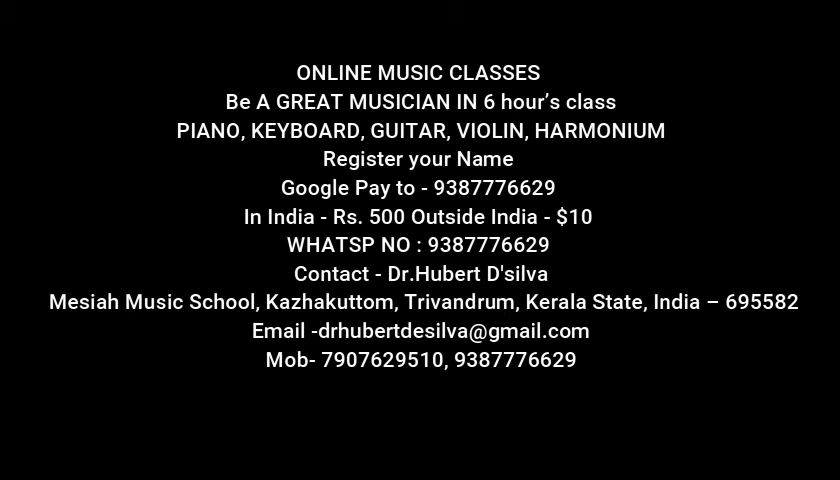 ONLINE MUSIC CLASSES
Be A GREAT MUSICIAN IN 6 hour’s class
PIANO, KEYBOARD, GUITAR, VIOLIN, HARMONIUM
Register your Name
Google Pay to - 9387776629
In India - Rs. 500 Outside India - $10
WHATSP NO : 9387776629
Contact - Dr.Hubert D'silva
Mesiah Music School, Kazhakuttom, Trivandrum, Kerala State, India – 695582
Email -drhubertdesilva@gmail.com
Mob- 7907629510, 9387776629